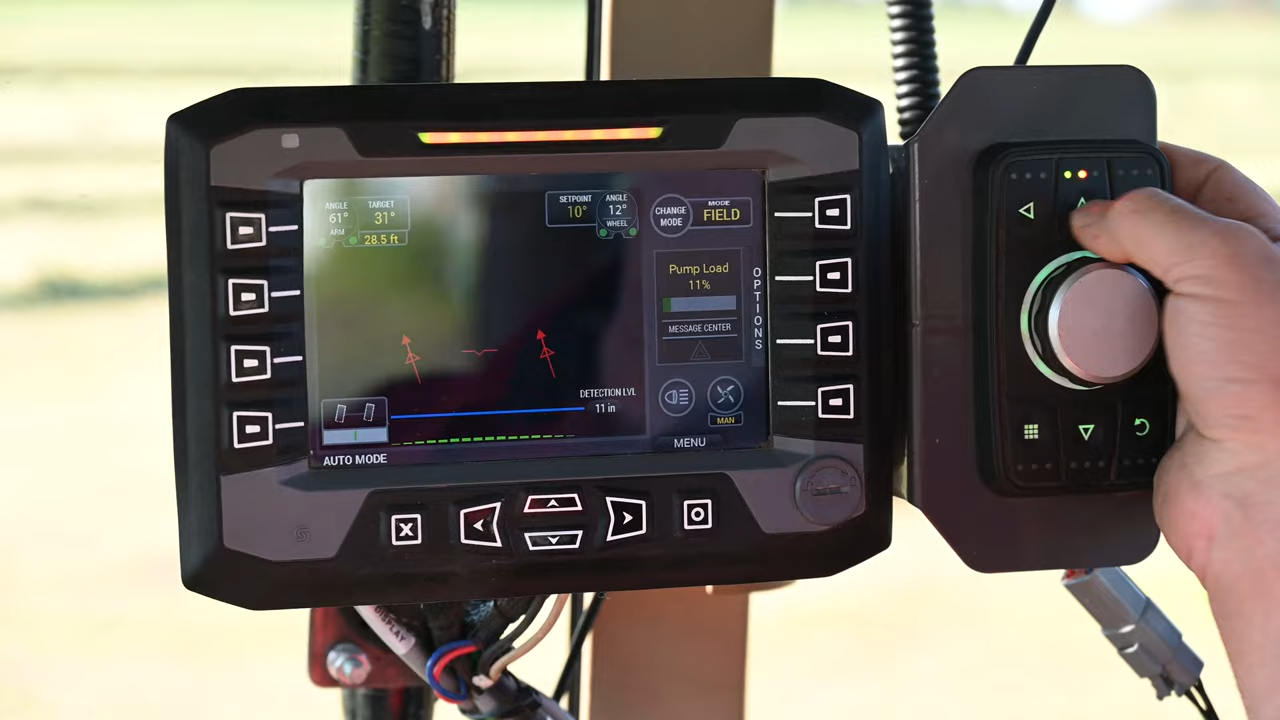 ANGLE
61°
ARM
TARGET
31°
28.5 ft
SETPOINT
10°
ANGLE
12°
WHEEL
CHANGE
MODE
MODE
FIELD
Pump Load
11%
MESSAGE CENTER
OPTIONS
DETECTION LVL
11 in
MAN
MENU
AUTO MODE
X
DISPLAY